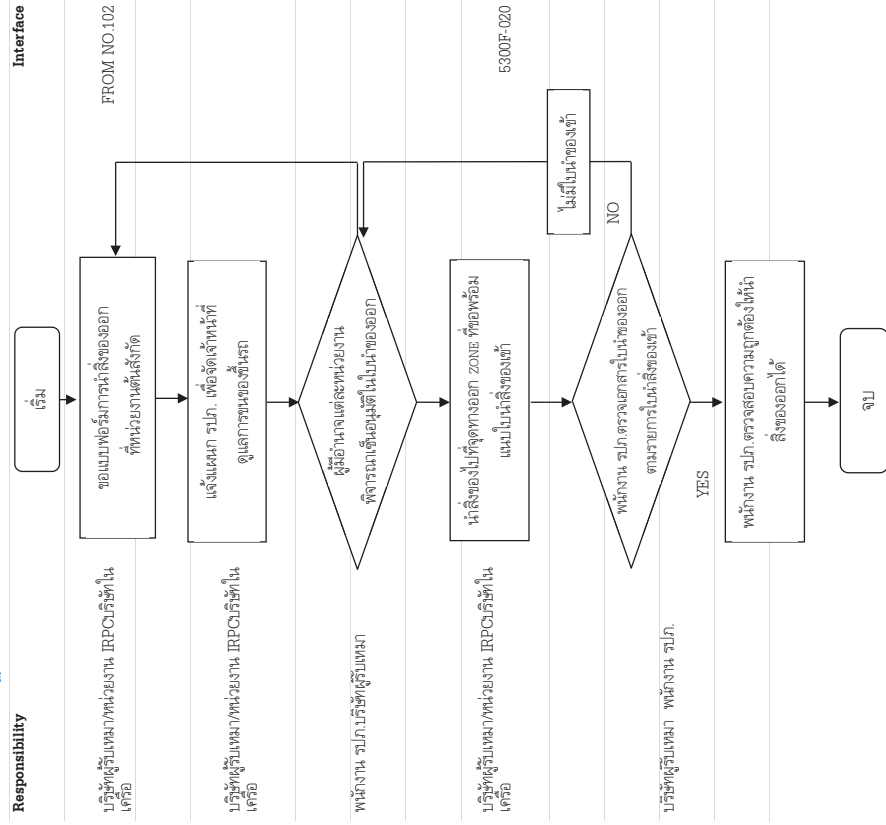 Responsibility
Interface
เริ่ม
บริษัทผู้รับเหมา/หน่วยงาน IRPCบริษัทใน
เครือ
ขอแบบฟอร์มการนำสิ่งของออก
ที่หน่วยงานต้นสังกัด
FROM NO.102
บริษัทผู้รับเหมา/หน่วยงาน IRPCบริษัทใน
เครือ
แจ้งแผนก รปภ. เพื่อจัดเจ้าหน้าที่
ดูแลการขนของขึ้นรถ
พนักงาน รปภ.บริษัทผู้รับเหมา
ผู้มีอำนาจแต่ละหน่วยงาน
พิจารณาเซ็นอนุมัติในใบนำของออก
บริษัทผู้รับเหมา/หน่วยงาน IRPCบริษัทใน
เครือ
นำสิ่งของไปที่จุดทางออก ZONE ที่ขอพร้อม
แนบใบนำสิ่งของเข้า
5300F-020
ไม่มีใบนำของเข้า
NO
บริษัทผู้รับเหมา พนักงาน รปภ.
พนักงาน รปภ.ตรวจเอกสารใบนำของออก
ตามรายการใบนำสิ่งของเข้า
YES
พนักงาน รปภ.ตรวจสอบความถูกต้องให้นำ
สิ่งของออกได้
จบ